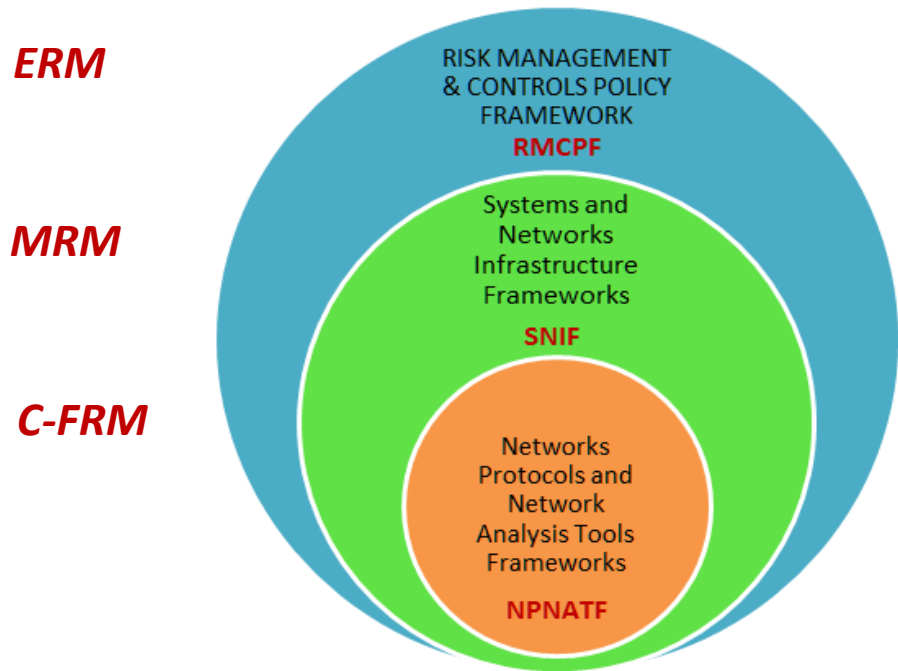 ERM
RISK MANAGEMENT
& CONTROLS POLICY
FRAMEWORK
RMCPF
MRM
Systems and
Networks
Infrastructure
Frameworks
SNIF
C-FRM
Networks
Protocols and
Network
Analysis Tools
Frameworks
NPNATF